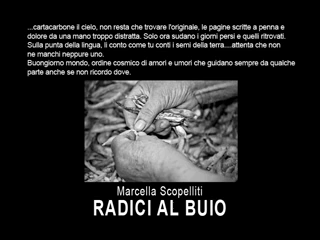 ...cartacarbone il cielo, non resta che trovare l'originale, le pagine scritte a penna e
dolore da una mano troppo distratta. Solo ora sudano i giorni persi e quelli ritrovati.
Sulla punta della lingua, li conto come tu conti i semi della terra....attenta che non
ne manchi neppure uno.
Buongiorno mondo, ordine cosmico di amori e umori che guidano sempre da qualche
parte anche se non ricordo dove.
Marcella Scopelliti
RADICI AL BUIO